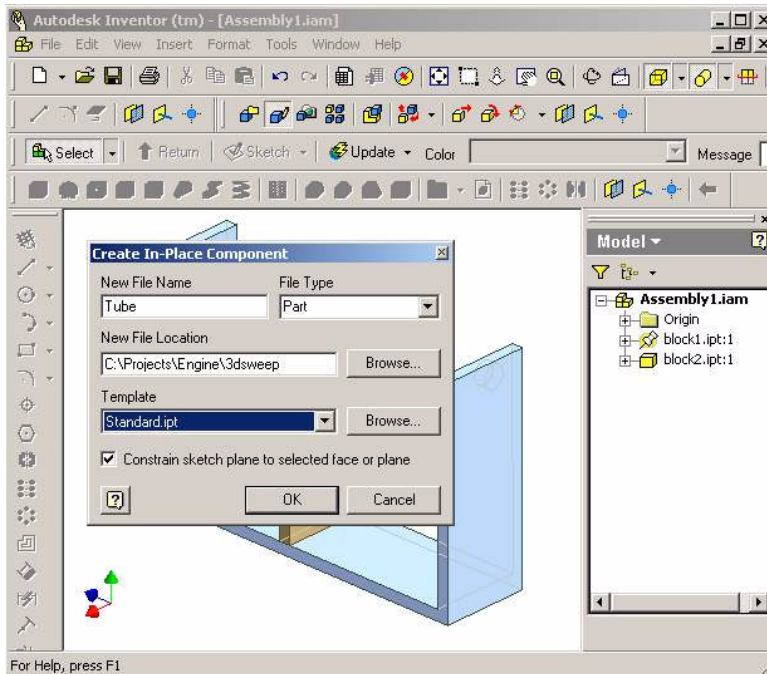 Autodesk Inventor (tm) - [Assembly1.iam]
File Edit View Insert Format Tools Window Help
Select Return Sketch Update Color Message
Create In-Place Component
New File Name File Type
Tube Part
New File Location
C:\Projects\Engine\3dsweep Browse...
Template
Standard.ipt Browse...
Constrain sketch plane to selected face or plane
OK Cancel
Model
Assembly1.iam
Origin
block1.ipt:1
block2.ipt:1
For Help, press F1